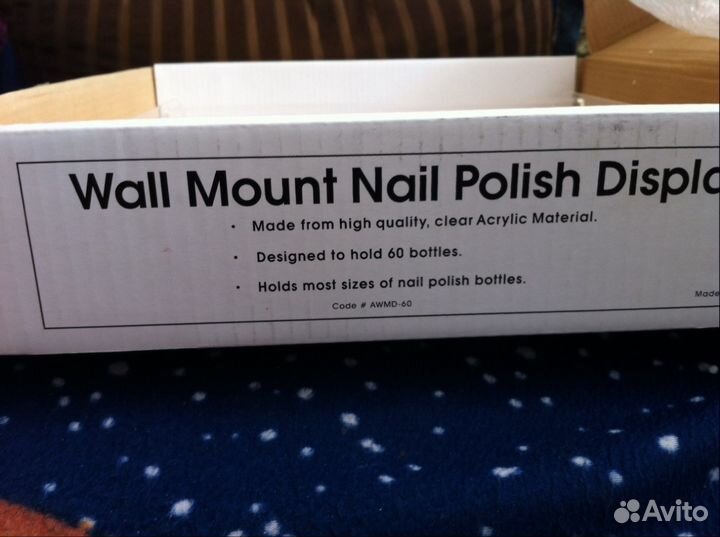 Wall Mount Nail Polish Displa
• Made from high quality, clear Acrylic Material.
• Designed to hold 60 bottles.
• Holds most sizes of nail polish bottles.
Code # AWMD-60
Made
Avito